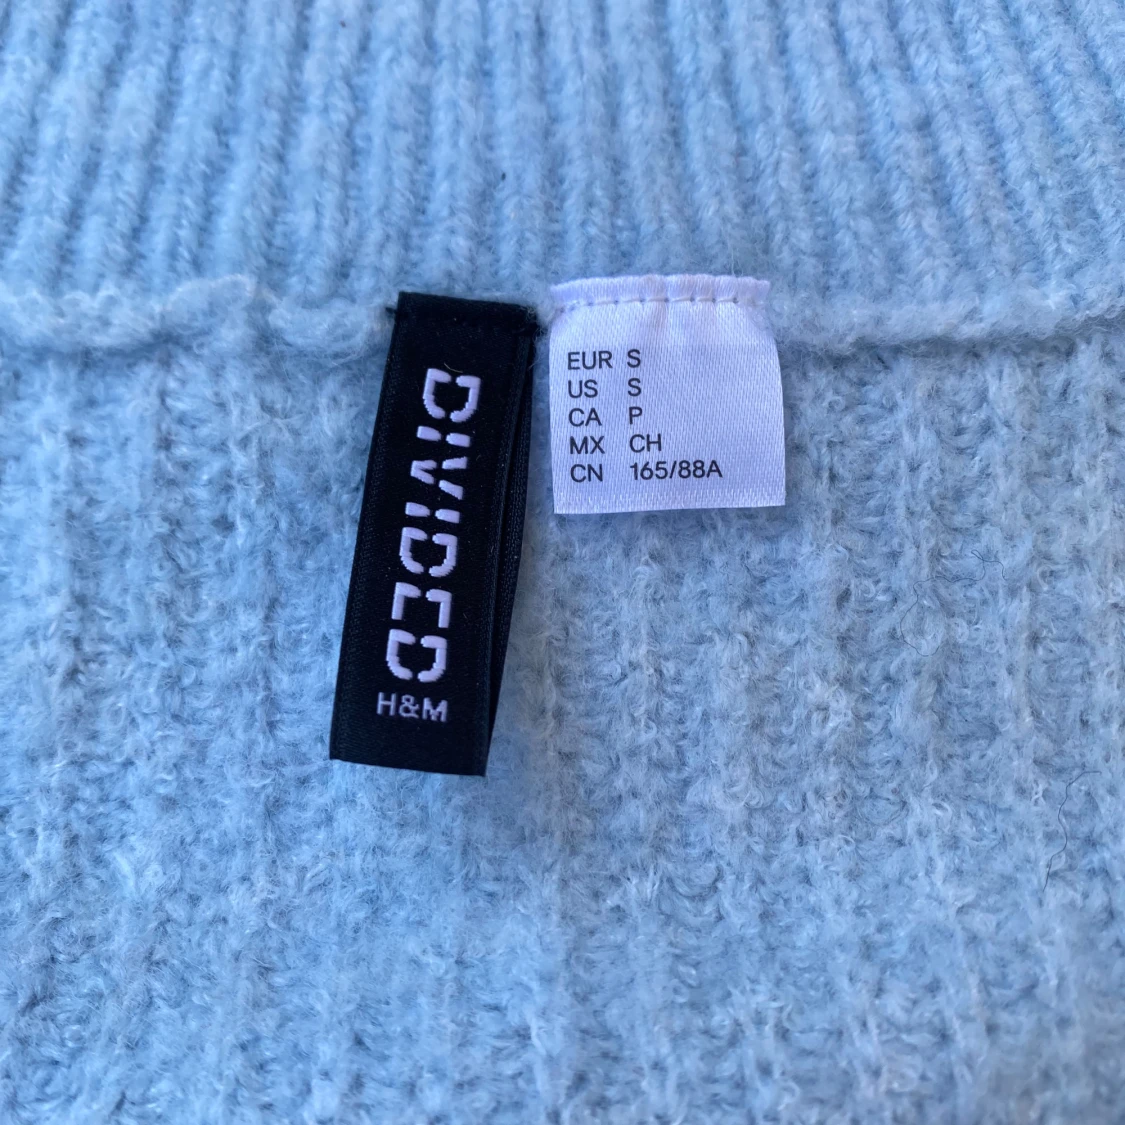 DIVIDED
H&M
EUR S
US S
CA P
MX CH
CN 165/88A